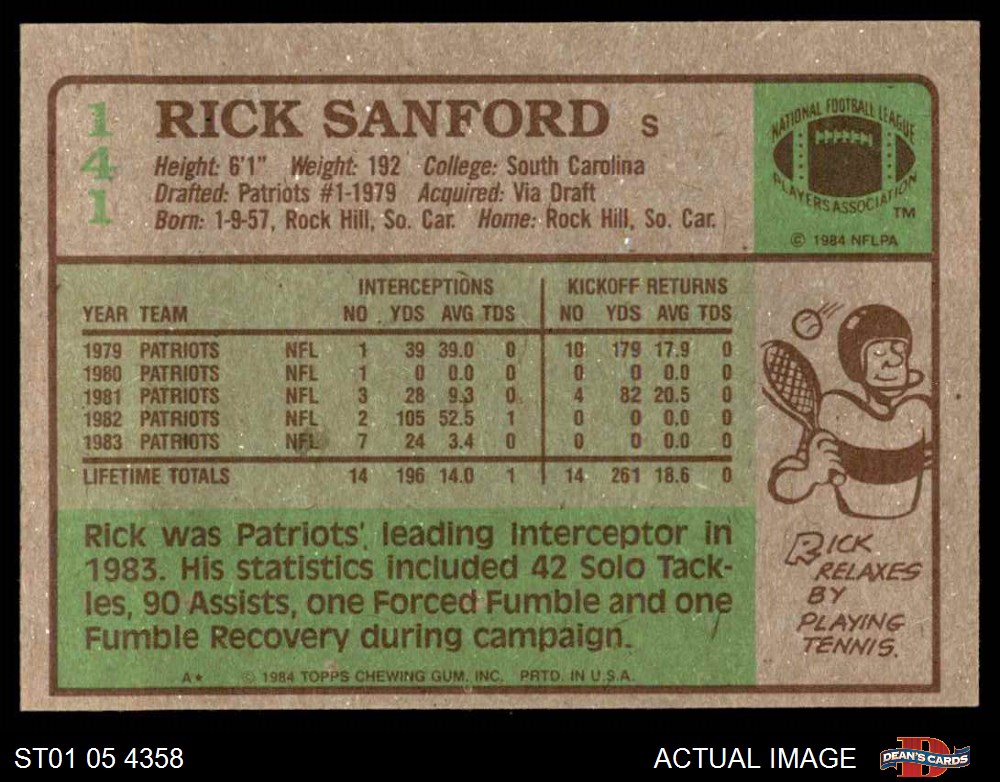 141
RICK SANFORD S
Height: 6'1" Weight: 192 College: South Carolina
Drafted: Patriots #1-1979 Acquired: Via Draft
Born: 1-9-57, Rock Hill, So. Car. Home: Rock Hill, So. Car.
NATIONAL FOOTBALL LEAGUE
PLAYERS ASSOCIATION
TM
© 1984 NFLPA
INTERCEPTIONS KICKOFF RETURNS
YEAR TEAM NO YDS AVG TDS NO YDS AVG TDS
1979 PATRIOTS NFL 1 39 39.0 0 10 179 17.9 0
1980 PATRIOTS NFL 1 0 0.0 0 0 0 0.0 0
1981 PATRIOTS NFL 3 28 9.3 0 4 82 20.5 0
1982 PATRIOTS NFL 2 105 52.5 1 0 0 0.0 0
1983 PATRIOTS NFL 7 24 3.4 0 0 0 0.0 0
LIFETIME TOTALS 14 196 14.0 1 14 261 18.6 0
Rick was Patriots' leading Interceptor in
1983. His statistics included 42 Solo Tack-
les, 90 Assists, one Forced Fumble and one
Fumble Recovery during campaign.
RICK
RELAXES
BY
PLAYING
TENNIS.
A★ © 1984 TOPPS CHEWING GUM, INC. PRTD. IN U.S.A.
ST01 05 4358 ACTUAL IMAGE DEAN'S CARDS